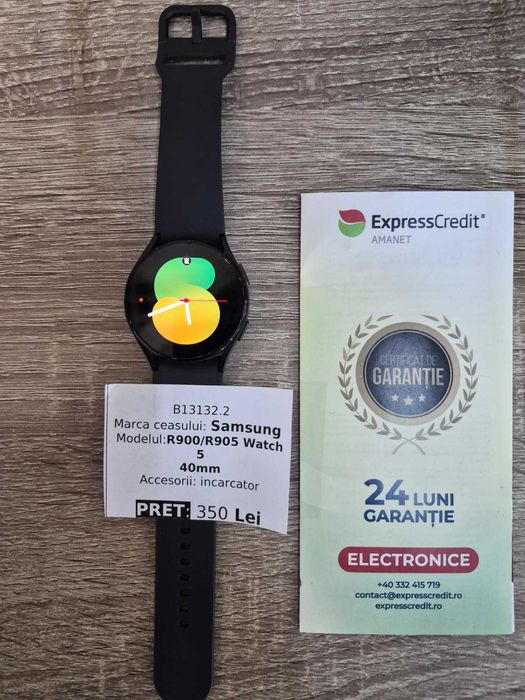 ExpressCredit®
AMANET
CERTIFICAT DE
GARANȚIE
24 LUNI
GARANȚIE
ELECTRONICE
+40 332 415 719
contact@expresscredit.ro
expresscredit.ro
B13132.2
Marca ceasului: Samsung
Modelul:R900/R905 Watch
5
40mm
Accesorii: incarcator
PRET: 350 Lei